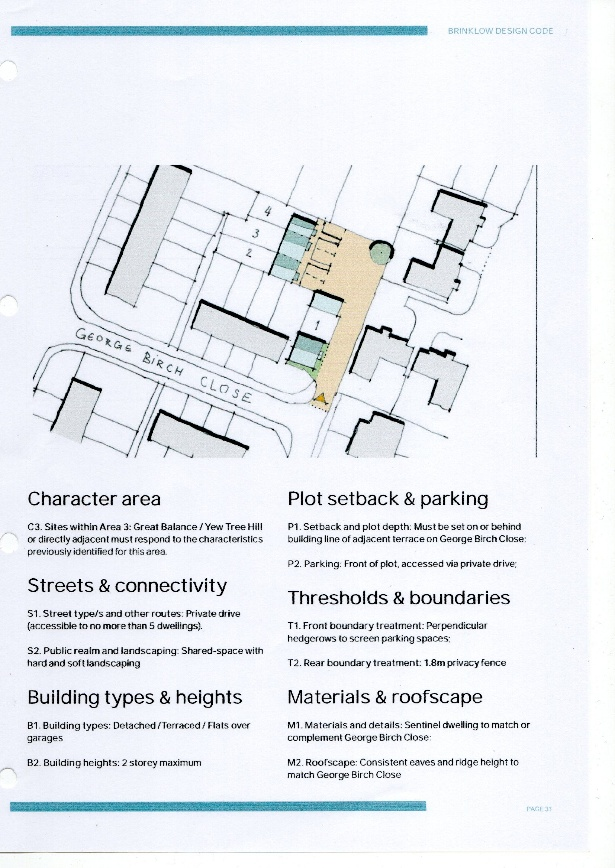 BRINKLOW DESIGN CODE
4
3
2
1
GEORGE BIRCH CLOSE
Character area
C3. Sites within Area 3: Great Balance / Yew Tree Hill
or directly adjacent must respond to the characteristics
previously identified for this area.
Streets & connectivity
S1. Street type/s and other routes: Private drive
(accessible to no more than 5 dwellings).
S2. Public realm and landscaping: Shared-space with
hard and soft landscaping
Building types & heights
B1. Building types: Detached /Terraced / Flats over
garages
B2. Building heights: 2 storey maximum
Plot setback & parking
P1. Setback and plot depth: Must be set on or behind
building line of adjacent terrace on George Birch Close;
P2. Parking: Front of plot, accessed via private drive;
Thresholds & boundaries
T1. Front boundary treatment: Perpendicular
hedgerows to screen parking spaces;
T2. Rear boundary treatment: 1.8m privacy fence
Materials & roofscape
M1. Materials and details: Sentinel dwelling to match or
complement George Birch Close;
M2. Roofscape: Consistent eaves and ridge height to
match George Birch Close
PAGE 31